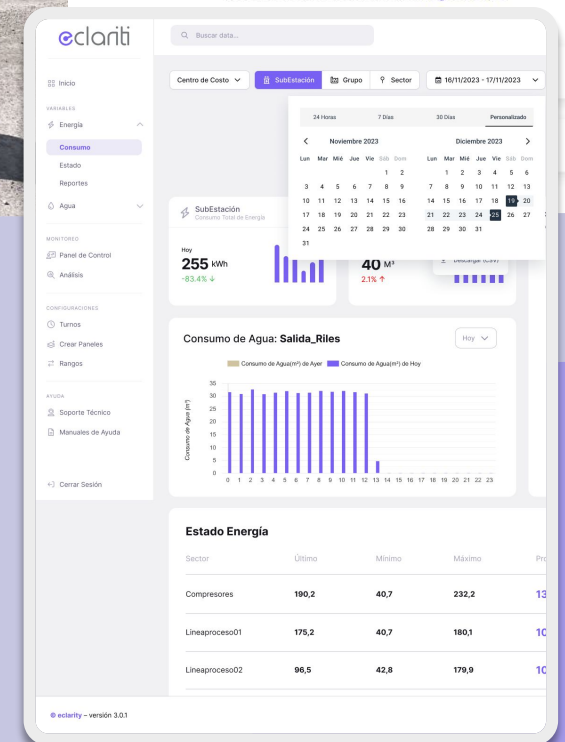 eclariti
Buscar data...
Inicio
VARIABLES
Energía
Consumo
Estado
Reportes
Agua
MONITOREO
Panel de Control
Análisis
CONFIGURACIONES
Turnos
Crear Paneles
Rangos
AYUDA
Soporte Técnico
Manuales de Ayuda
Cerrar Sesión
Centro de Costo
SubEstación
Grupo
Sector
16/11/2023 - 17/11/2023
24 Horas
7 Días
30 Días
Personalizado
Noviembre 2023
Lun Mar Mié Jue Vie Sáb Dom
1 2
3 4 5 6 7 8 9
10 11 12 13 14 15 16
17 18 19 20 21 22 23
24 25 26 27 28 29 30
31
Diciembre 2023
Lun Mar Mié Jue Vie Sáb Dom
1 2 3 4 5 6
7 8 9 10 11 12 13
14 15 16 17 18 19 20
21 22 23 24 25 26 27
28 29 30 31
SubEstación
Consumo Total de Energía
Hoy
255 kWh
-83.4% ↓
40 M³
2.1% ↑
Descargar (CSV)
Consumo de Agua: Salida_Riles
Hoy
Consumo de Agua(m³) de Ayer
Consumo de Agua(m³) de Hoy
Consumo de Agua (m³)
35
30
25
20
15
10
5
0
0 1 2 3 4 5 6 7 8 9 10 11 12 13 14 15 16 17 18 19 20 21 22 23
Estado Energía
Sector Último Mínimo Máximo
Compresores 190,2 40,7 232,2
Lineaproceso01 175,2 40,7 180,1
Lineaproceso02 96,5 42,8 179,9
© eclarity – versión 3.0.1